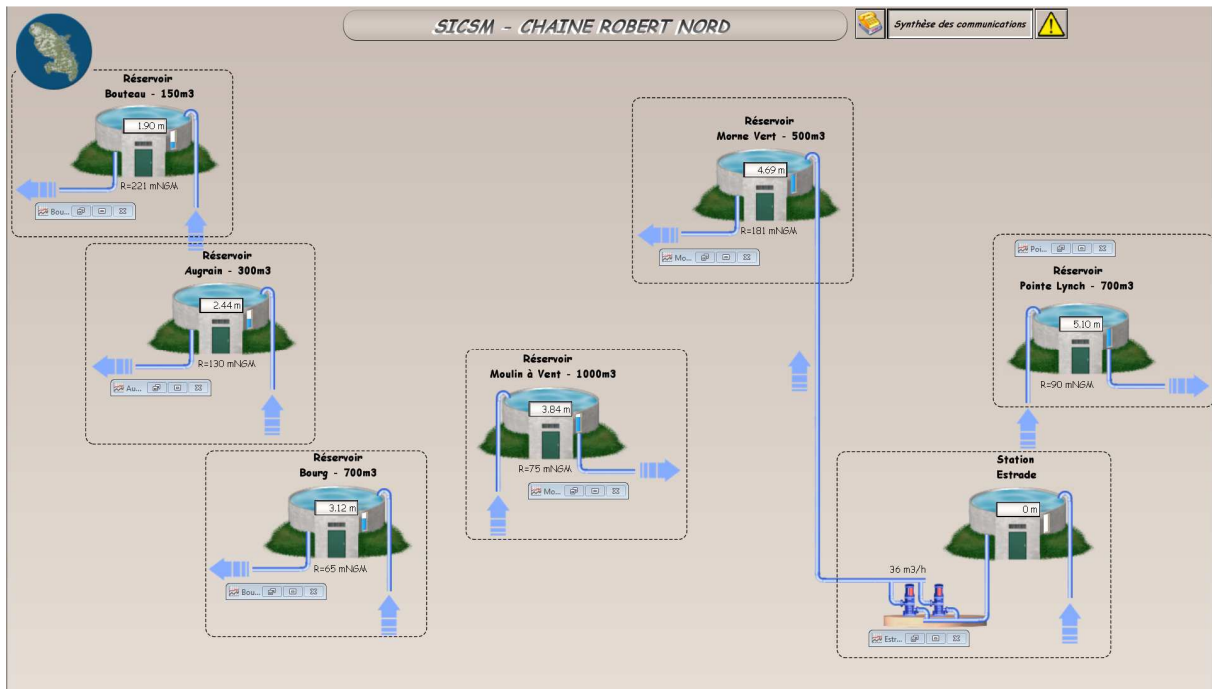 SICSM - CHAINE ROBERT NORD
Synthèse des communications
Réservoir
Bouteau - 150m3
1.90 m
R=221 mNGM
Bou...
Réservoir
Augrain - 300m3
2.44 m
R=130 mNGM
Au...
Réservoir
Bourg - 700m3
3.12 m
R=65 mNGM
Bou...
Réservoir
Moulin à Vent - 1000m3
3.84 m
R=75 mNGM
Mo...
Réservoir
Morne Vert - 500m3
4.69 m
R=181 mNGM
Mo...
Poi...
Réservoir
Pointe Lynch - 700m3
5.10 m
R=90 mNGM
Station
Estrade
0 m
36 m3/h
Estr...